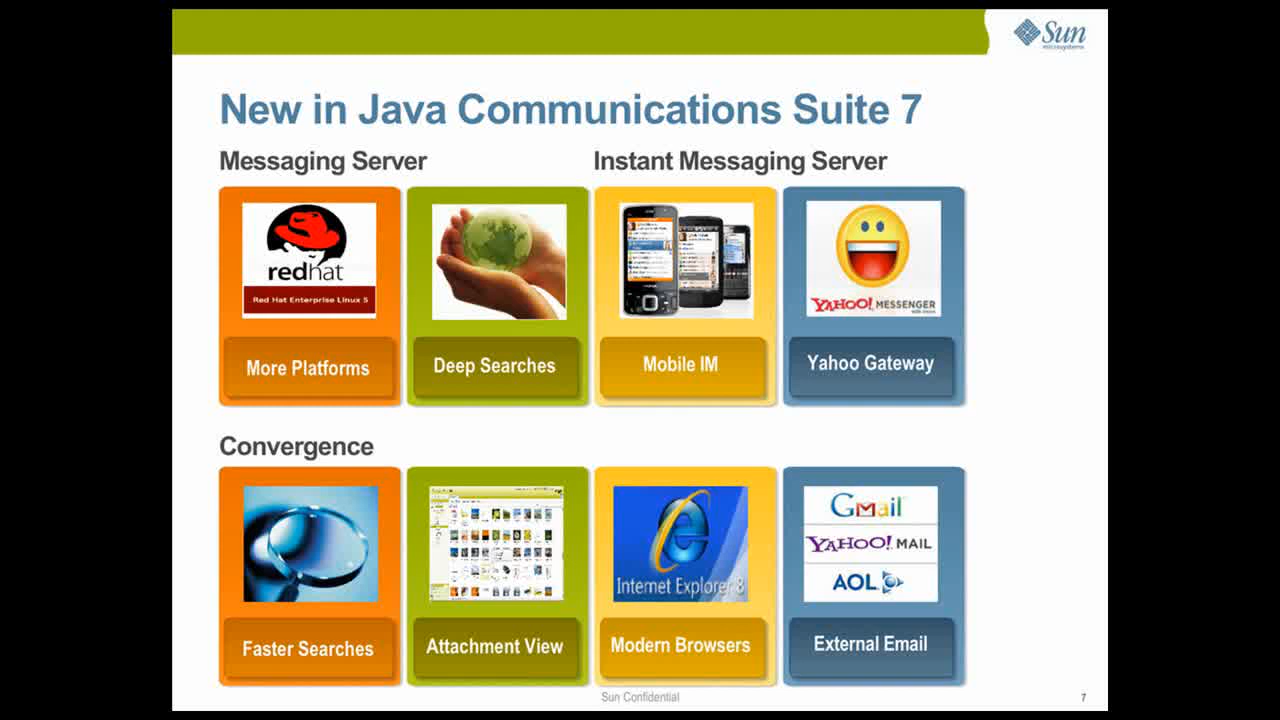 Sun
microsystems
New in Java Communications Suite 7
Messaging Server
Instant Messaging Server
redhat
Red Hat Enterprise Linux 5
YAHOO! MESSENGER
More Platforms
Deep Searches
Mobile IM
Yahoo Gateway
Convergence
Internet Explorer 8
Gmail
YAHOO! MAIL
AOL
Faster Searches
Attachment View
Modern Browsers
External Email
Sun Confidential
7